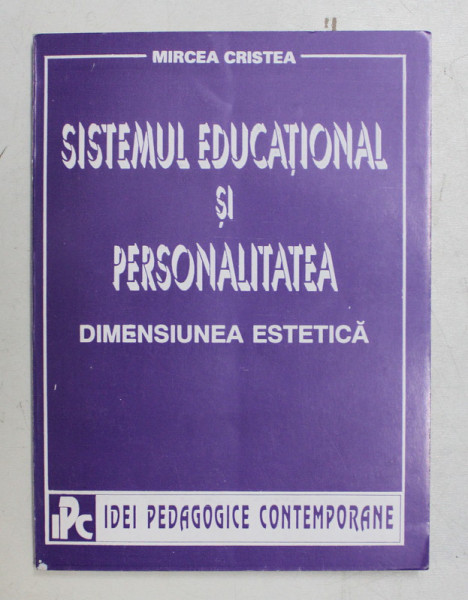 MIRCEA CRISTEA
SISTEMUL EDUCAȚIONAL
ȘI
PERSONALITATEA
DIMENSIUNEA ESTETICĂ
iPC IDEI PEDAGOGICE CONTEMPORANE